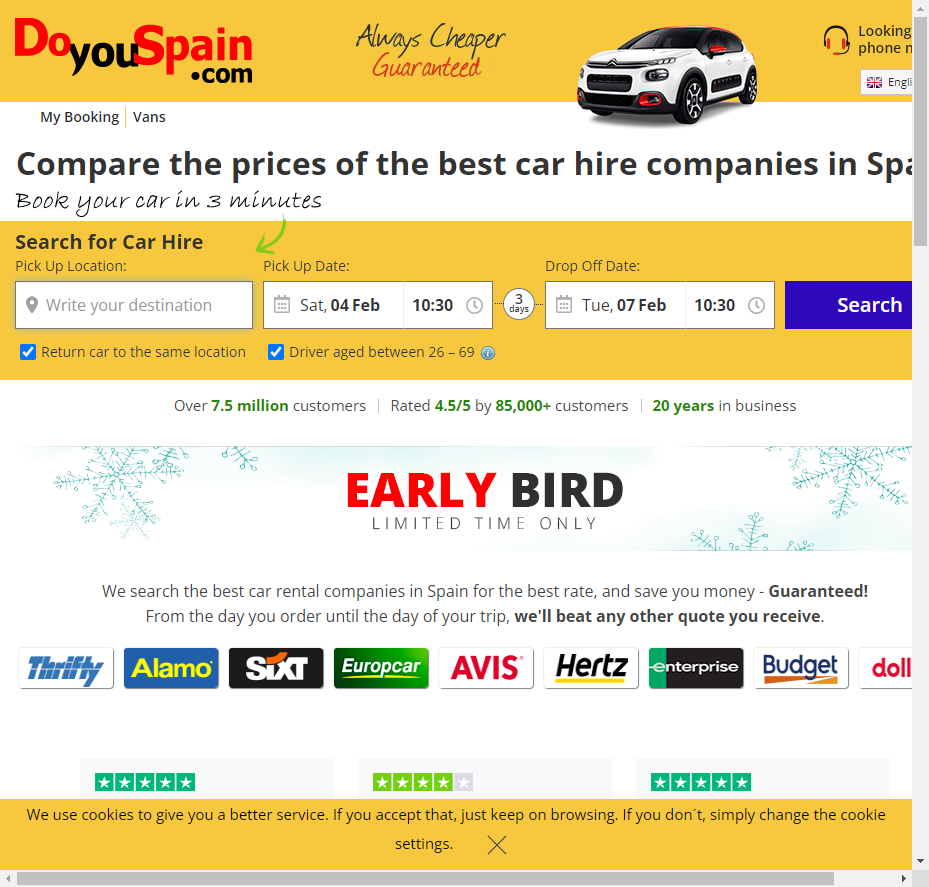 DoyouSpain
.com
Always Cheaper
Guaranteed
Looking
phone
My Booking
Vans
Compare the prices of the best car hire companies in
Book your car in 3 minutes
Search for Car Hire
Pick Up Location:
Pick Up Date:
Drop Off Date:
Write your destination
Sat, 04 Feb
10:30
3
days
Tue, 07 Feb
10:30
Search
Return car to the same location
Driver aged between 26 – 69
Over 7.5 million customers
Rated 4.5/5 by 85,000+ customers
20 years in business
EARLY BIRD
LIMITED TIME ONLY
We search the best car rental companies in Spain for the best rate, and save you money - Guaranteed!
From the day you order until the day of your trip, we'll beat any other quote you receive.
Thrifty
Alamo
SIXT
Europcar
AVIS
Hertz
enterprise
Budget
We use cookies to give you a better service. If you accept that, just keep on browsing. If you don´t, simply change the cookie
settings.